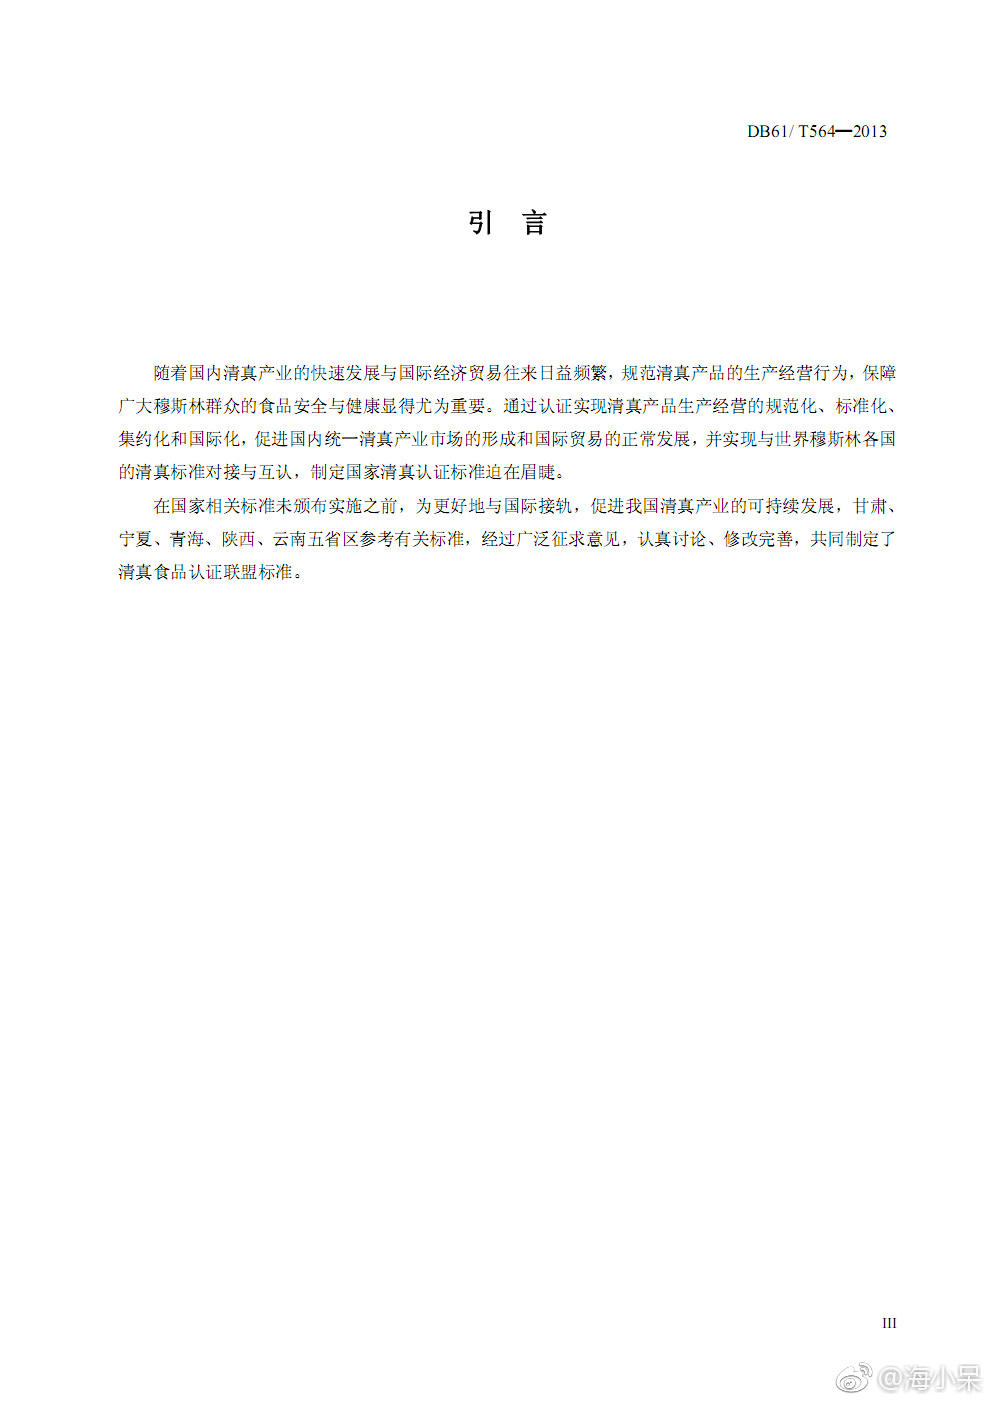 DB61/ T564—2013
引 言
随着国内清真产业的快速发展与国际经济贸易往来日益频繁，规范清真产品的生产经营行为，保障
广大穆斯林群众的食品安全与健康显得尤为重要。通过认证实现清真产品生产经营的规范化、标准化、
集约化和国际化，促进国内统一清真产业市场的形成和国际贸易的正常发展，并实现与世界穆斯林各国
的清真标准对接与互认，制定国家清真认证标准迫在眉睫。
在国家相关标准未颁布实施之前，为更好地与国际接轨，促进我国清真产业的可持续发展，甘肃、
宁夏、青海、陕西、云南五省区参考有关标准，经过广泛征求意见，认真讨论、修改完善，共同制定了
清真食品认证联盟标准。
III
@海小呆